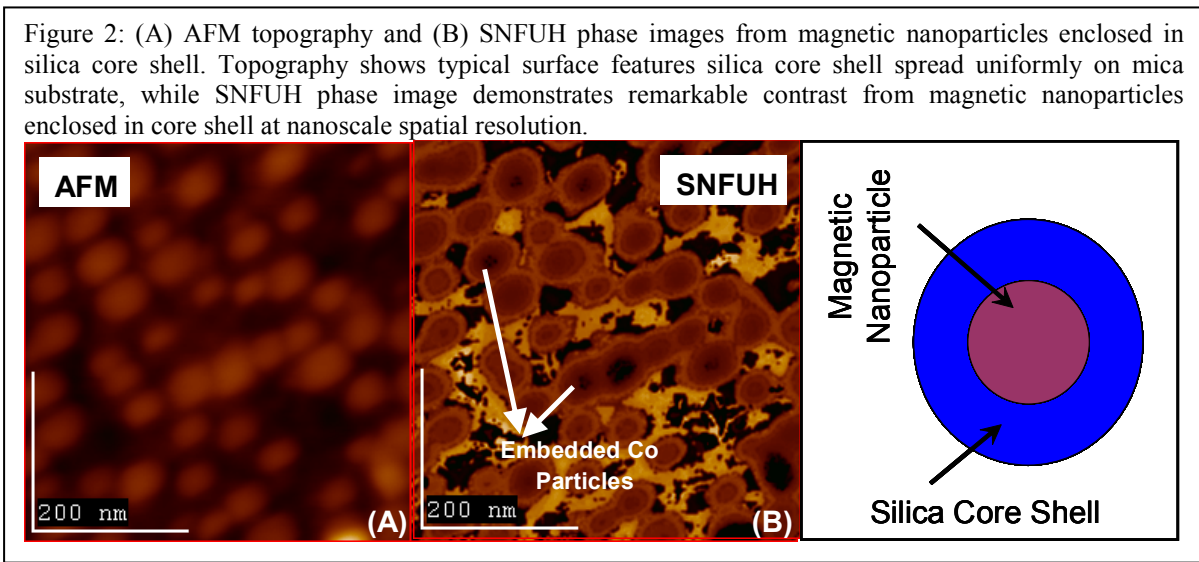 Figure 2: (A) AFM topography and (B) SNFUH phase images from magnetic nanoparticles enclosed in
silica core shell. Topography shows typical surface features silica core shell spread uniformly on mica
substrate, while SNFUH phase image demonstrates remarkable contrast from magnetic nanoparticles
enclosed in core shell at nanoscale spatial resolution.
AFM
200 nm
(A)
SNFUH
Embedded Co
Particles
200 nm
(B)
Magnetic
Nanoparticle
Silica Core Shell